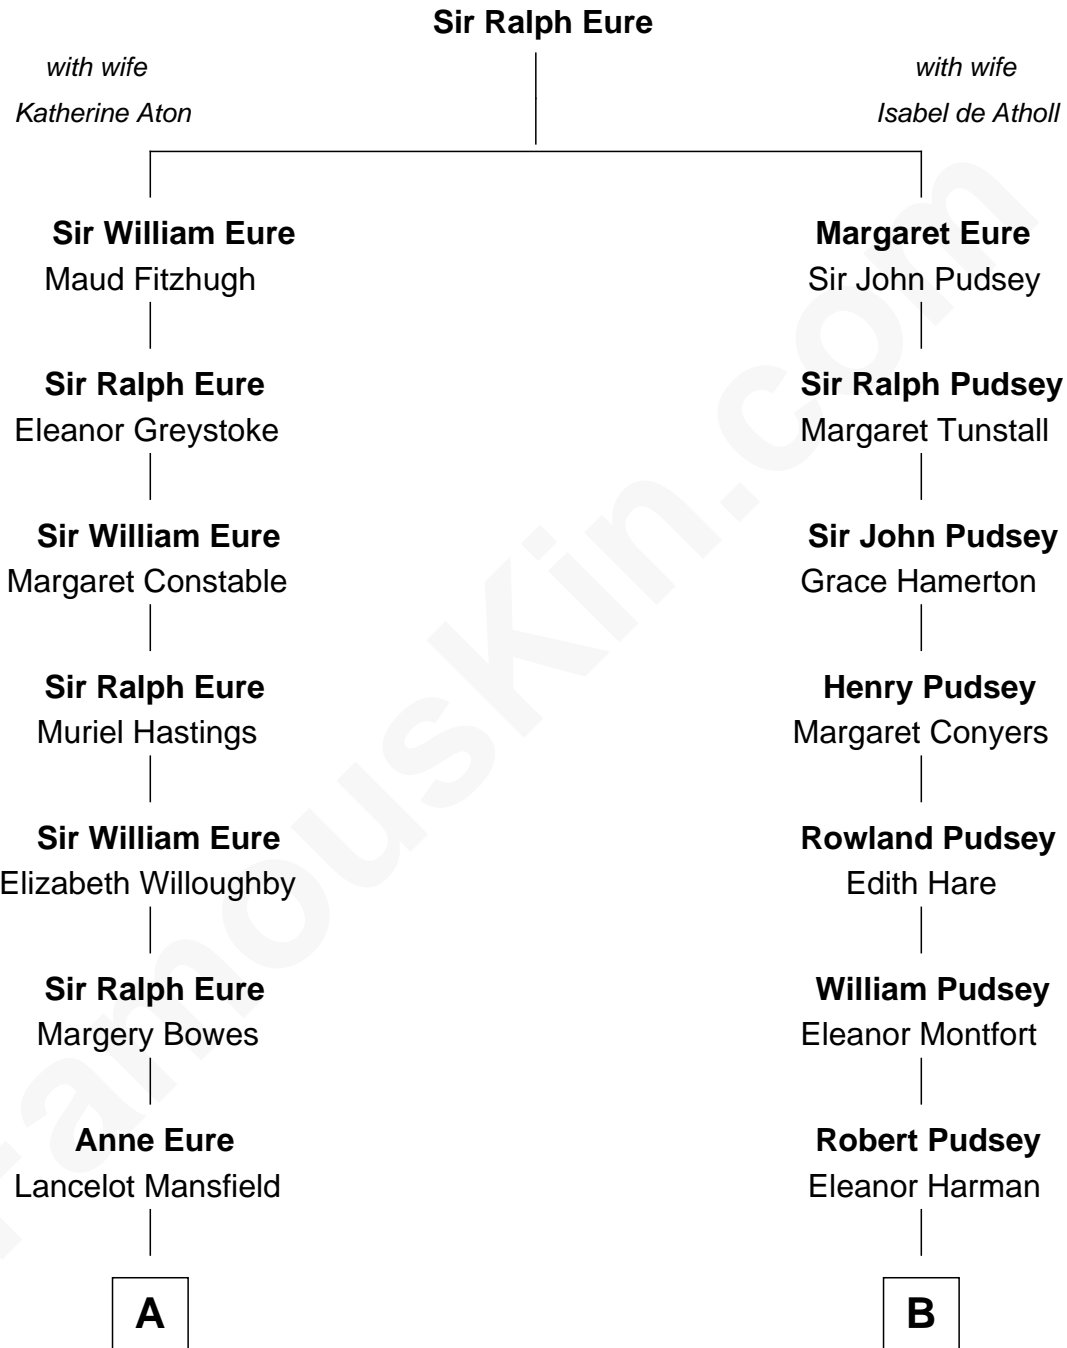 Sir Ralph Eure
with wife
Katherine Aton
with wife
Isabel de Atholl
Sir William Eure
Maud Fitzhugh
Margaret Eure
Sir John Pudsey
Sir Ralph Eure
Eleanor Greystoke
Sir Ralph Pudsey
Margaret Tunstall
Sir William Eure
Margaret Constable
Sir John Pudsey
Grace Hamerton
Sir Ralph Eure
Muriel Hastings
Henry Pudsey
Margaret Conyers
Sir William Eure
Elizabeth Willoughby
Rowland Pudsey
Edith Hare
Sir Ralph Eure
Margery Bowes
William Pudsey
Eleanor Montfort
Anne Eure
Lancelot Mansfield
Robert Pudsey
Eleanor Harman
A
B
FamousKin.com